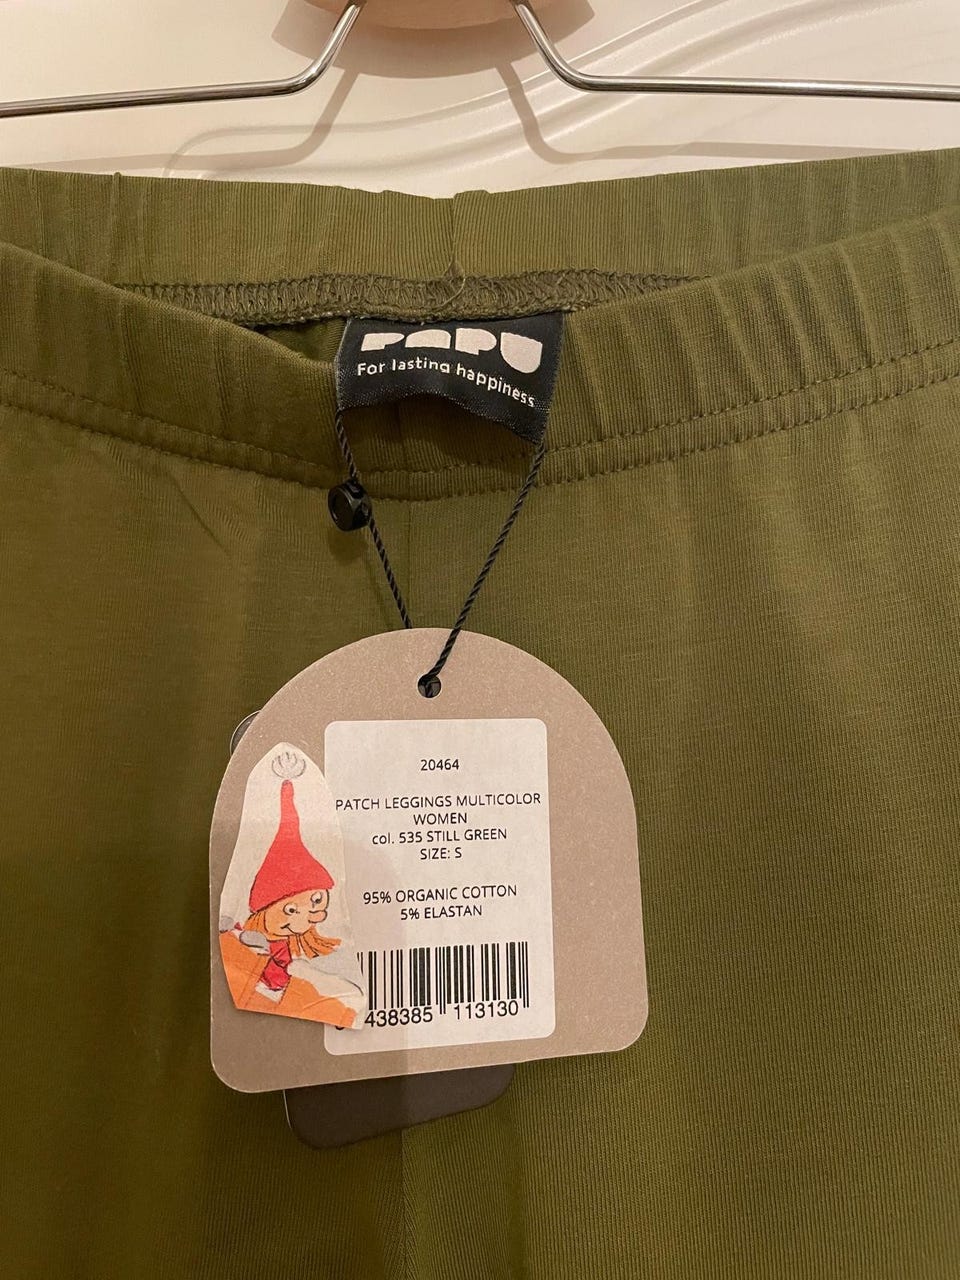 PAPU
For lasting happiness
20464
PATCH LEGGINGS MULTICOLOR
WOMEN
col. 535 STILL GREEN
SIZE: S
95% ORGANIC COTTON
5% ELASTAN
438385 113130